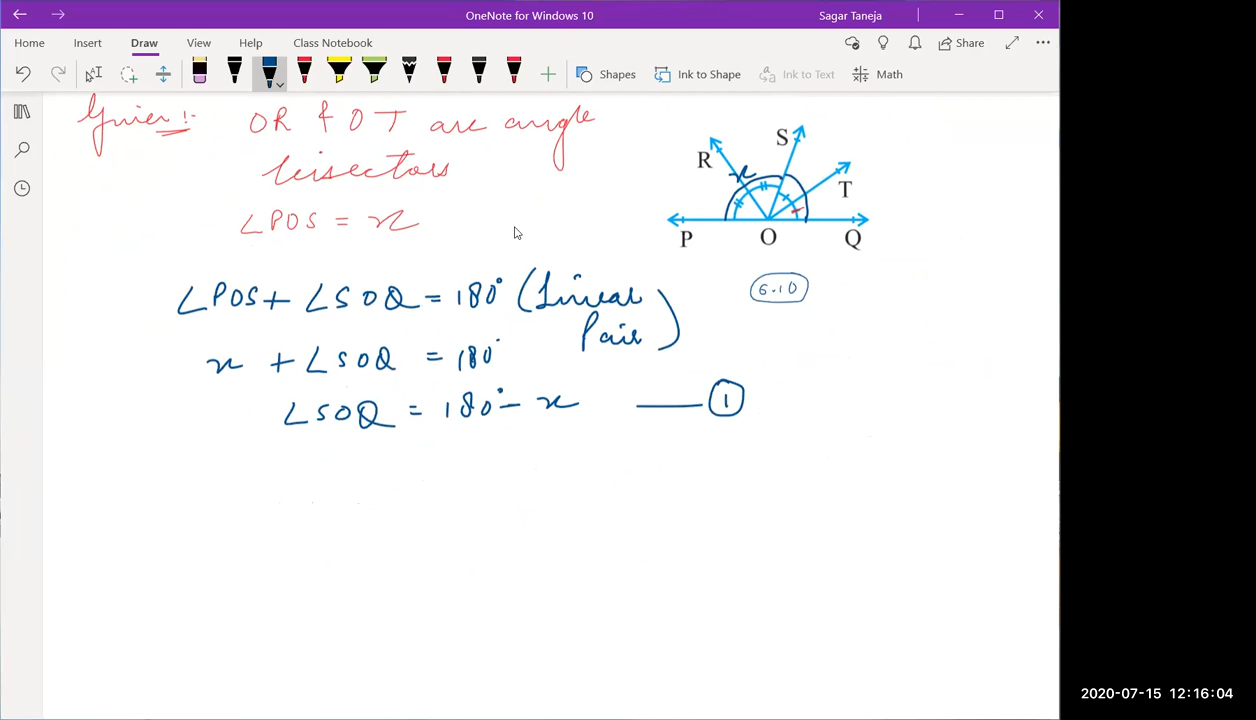 OneNote for Windows 10
Sagar Taneja
Home Insert Draw View Help Class Notebook
Share
Shapes Ink to Shape Ink to Text Math
Given :- OR & OT are angle
bisectors
∠POS = x
R S T
x
P O Q
6.10
∠POS + ∠SOQ = 180° (Linear
Pair)
x + ∠SOQ = 180°
∠SOQ = 180° - x —— 1
2020-07-15 12:16:04